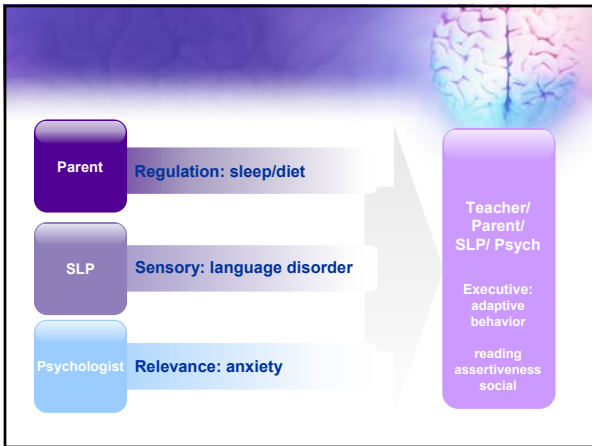 Parent
Regulation: sleep/diet
SLP
Sensory: language disorder
Psychologist
Relevance: anxiety
Teacher/
Parent/
SLP/ Psych
Executive:
adaptive
behavior
reading
assertiveness
social